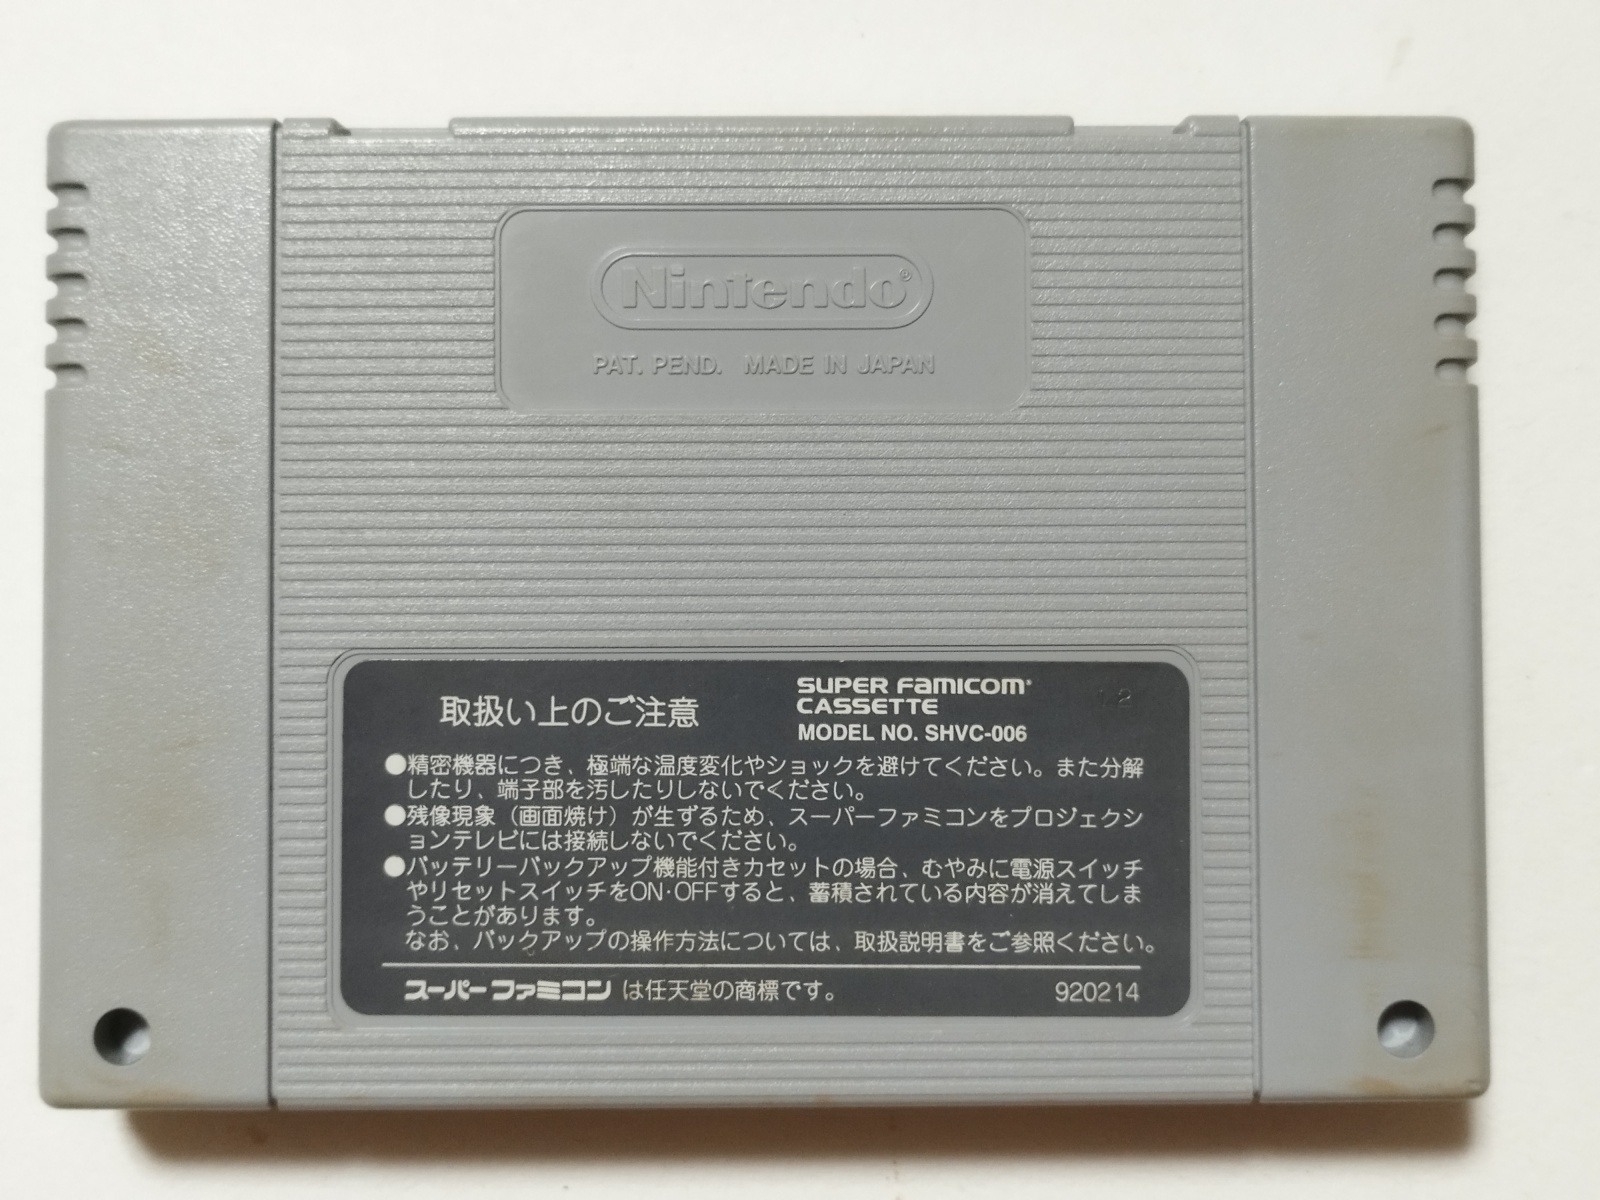 Nintendo®
PAT. PEND. MADE IN JAPAN
取扱い上のご注意
SUPER FAMICOM®
CASSETTE
MODEL NO. SHVC-006
12
●精密機器につき、極端な温度変化やショックを避けてください。また分解
したり、端子部を汚したりしないでください。
●残像現象（画面焼け）が生ずるため、スーパーファミコンをプロジェクシ
ョンテレビには接続しないでください。
●バッテリーバックアップ機能付きカセットの場合、むやみに電源スイッチ
やリセットスイッチをON·OFFすると、蓄積されている内容が消えてしま
うことがあります。
なお、バックアップの操作方法については、取扱説明書をご参照ください。
スーパーファミコン は任天堂の商標です。
920214